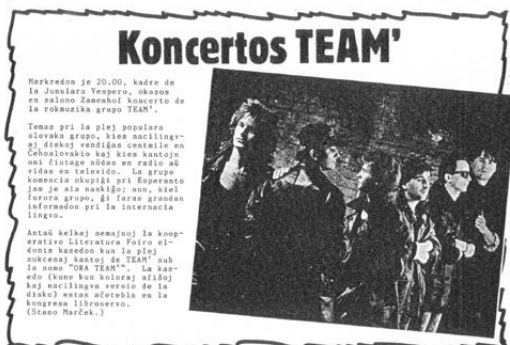 Koncertos TEAM'
Merkredon je 20.00, kadre de
la Junulara Vespero, okazos
en salono Zamenhof koncerto de
la rokmuzika grupo TEAM'.
Temas pri la plej populara
slovaka grupo, kies nacilingv-
aj diskoj vendiĝas centmile en
Ĉeĥoslovakio kaj kies kantojn
oni ĉiutage aŭdas en radio aŭ
vidas en televido. La grupo
komencis okupiĝi pri Esperanto
jam je sia naskiĝo; nun, kiel
furora grupo, ĝi faras grandan
informadon pri la internacia
lingvo.
Antaŭ kelkaj semajnoj la koop-
erativo Literatura Foiro el-
donis kasedon kun la plej
sukcesaj kantoj de TEAM' sub
la nomo "ORA TEAM'". La kas-
edo (kune kun koloraj afiŝoj
kaj nacilingva versio de la
disko) estas aĉetebla en la
kongresa libroservo.
(Stano Marček.)